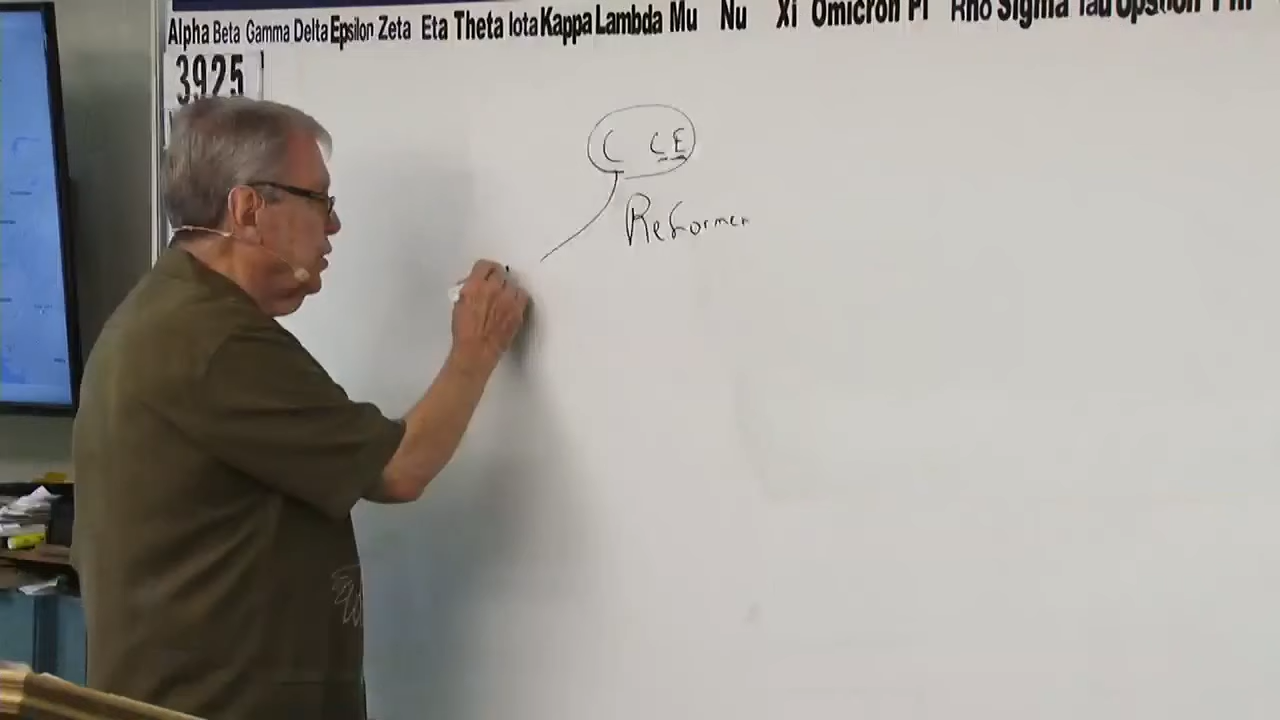 Alpha Beta Gamma Delta Epsilon Zeta Eta Theta Iota Kappa Lambda Mu Nu Xi Omicron Pi Rho Sigma Tau Upsilon Phi
3925
C CE
Reformer